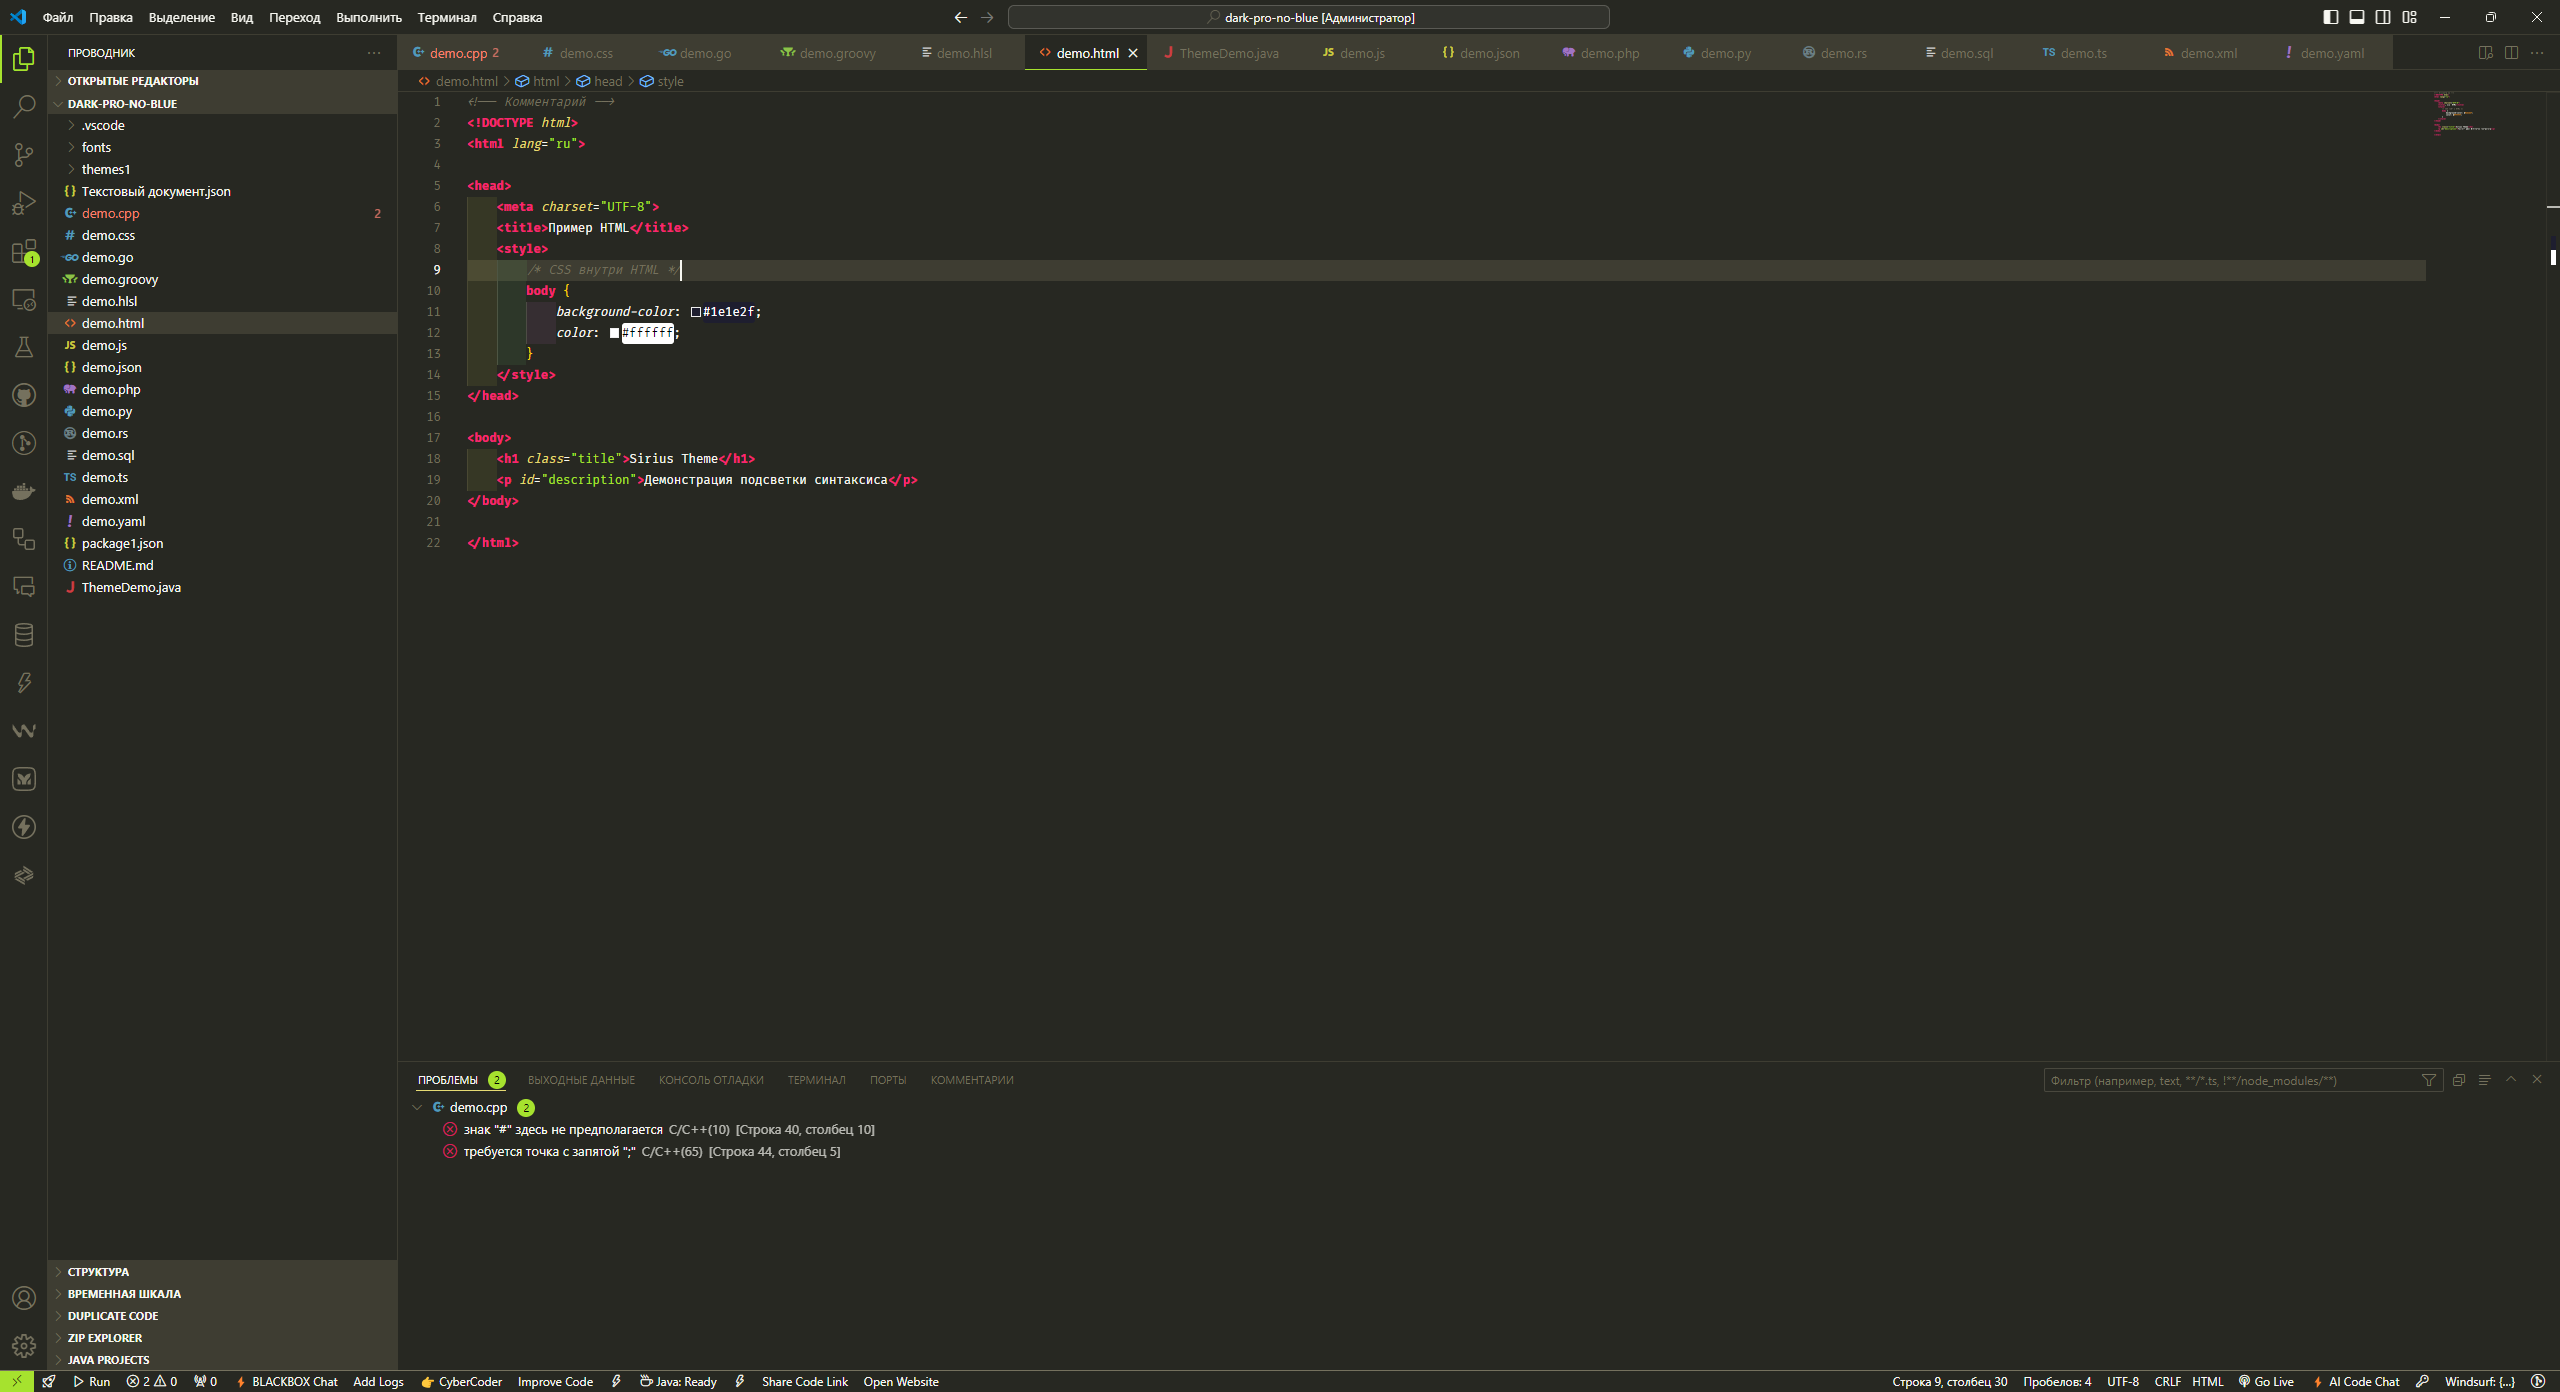 Файл Правка Выделение Вид Переход Выполнить Терминал Справка
dark-pro-no-blue [Администратор]
ПРОВОДНИК
ОТКРЫТЫЕ РЕДАКТОРЫ
DARK-PRO-NO-BLUE
.vscode
fonts
themes1
Текстовый документ.json
demo.cpp 2
demo.css
demo.go
demo.groovy
demo.hlsl
demo.html
demo.js
demo.json
demo.php
demo.py
demo.rs
demo.sql
demo.ts
demo.xml
demo.yaml
package1.json
README.md
ThemeDemo.java
1
СТРУКТУРА
ВРЕМЕННАЯ ШКАЛА
DUPLICATE CODE
ZIP EXPLORER
JAVA PROJECTS
demo.cpp 2 demo.css demo.go demo.groovy demo.hlsl demo.html ThemeDemo.java demo.js demo.json demo.php demo.py demo.rs demo.sql demo.ts demo.xml demo.yaml
demo.html > html > head > style
1 <!-- Комментарий -->
2 <!DOCTYPE html>
3 <html lang="ru">
4
5 <head>
6 <meta charset="UTF-8">
7 <title>Пример HTML</title>
8 <style>
9 /* CSS внутри HTML */
10 body {
11 background-color: #1e1e2f;
12 color: #ffffff;
13 }
14 </style>
15 </head>
16
17 <body>
18 <h1 class="title">Sirius Theme</h1>
19 <p id="description">Демонстрация подсветки синтаксиса</p>
20 </body>
21
22 </html>
ПРОБЛЕМЫ 2 ВЫХОДНЫЕ ДАННЫЕ КОНСОЛЬ ОТЛАДКИ ТЕРМИНАЛ ПОРТЫ КОММЕНТАРИИ
Фильтр (например, text, **/*.ts, !**/node_modules/**)
demo.cpp 2
знак "#" здесь не предполагается C/C++(10) [Строка 40, столбец 10]
требуется точка с запятой ";" C/C++(65) [Строка 44, столбец 5]
Run 2 0 0 BLACKBOX Chat Add Logs CyberCoder Improve Code Java: Ready Share Code Link Open Website
Строка 9, столбец 30 Пробелов: 4 UTF-8 CRLF HTML Go Live AI Code Chat Windsurf: {...}